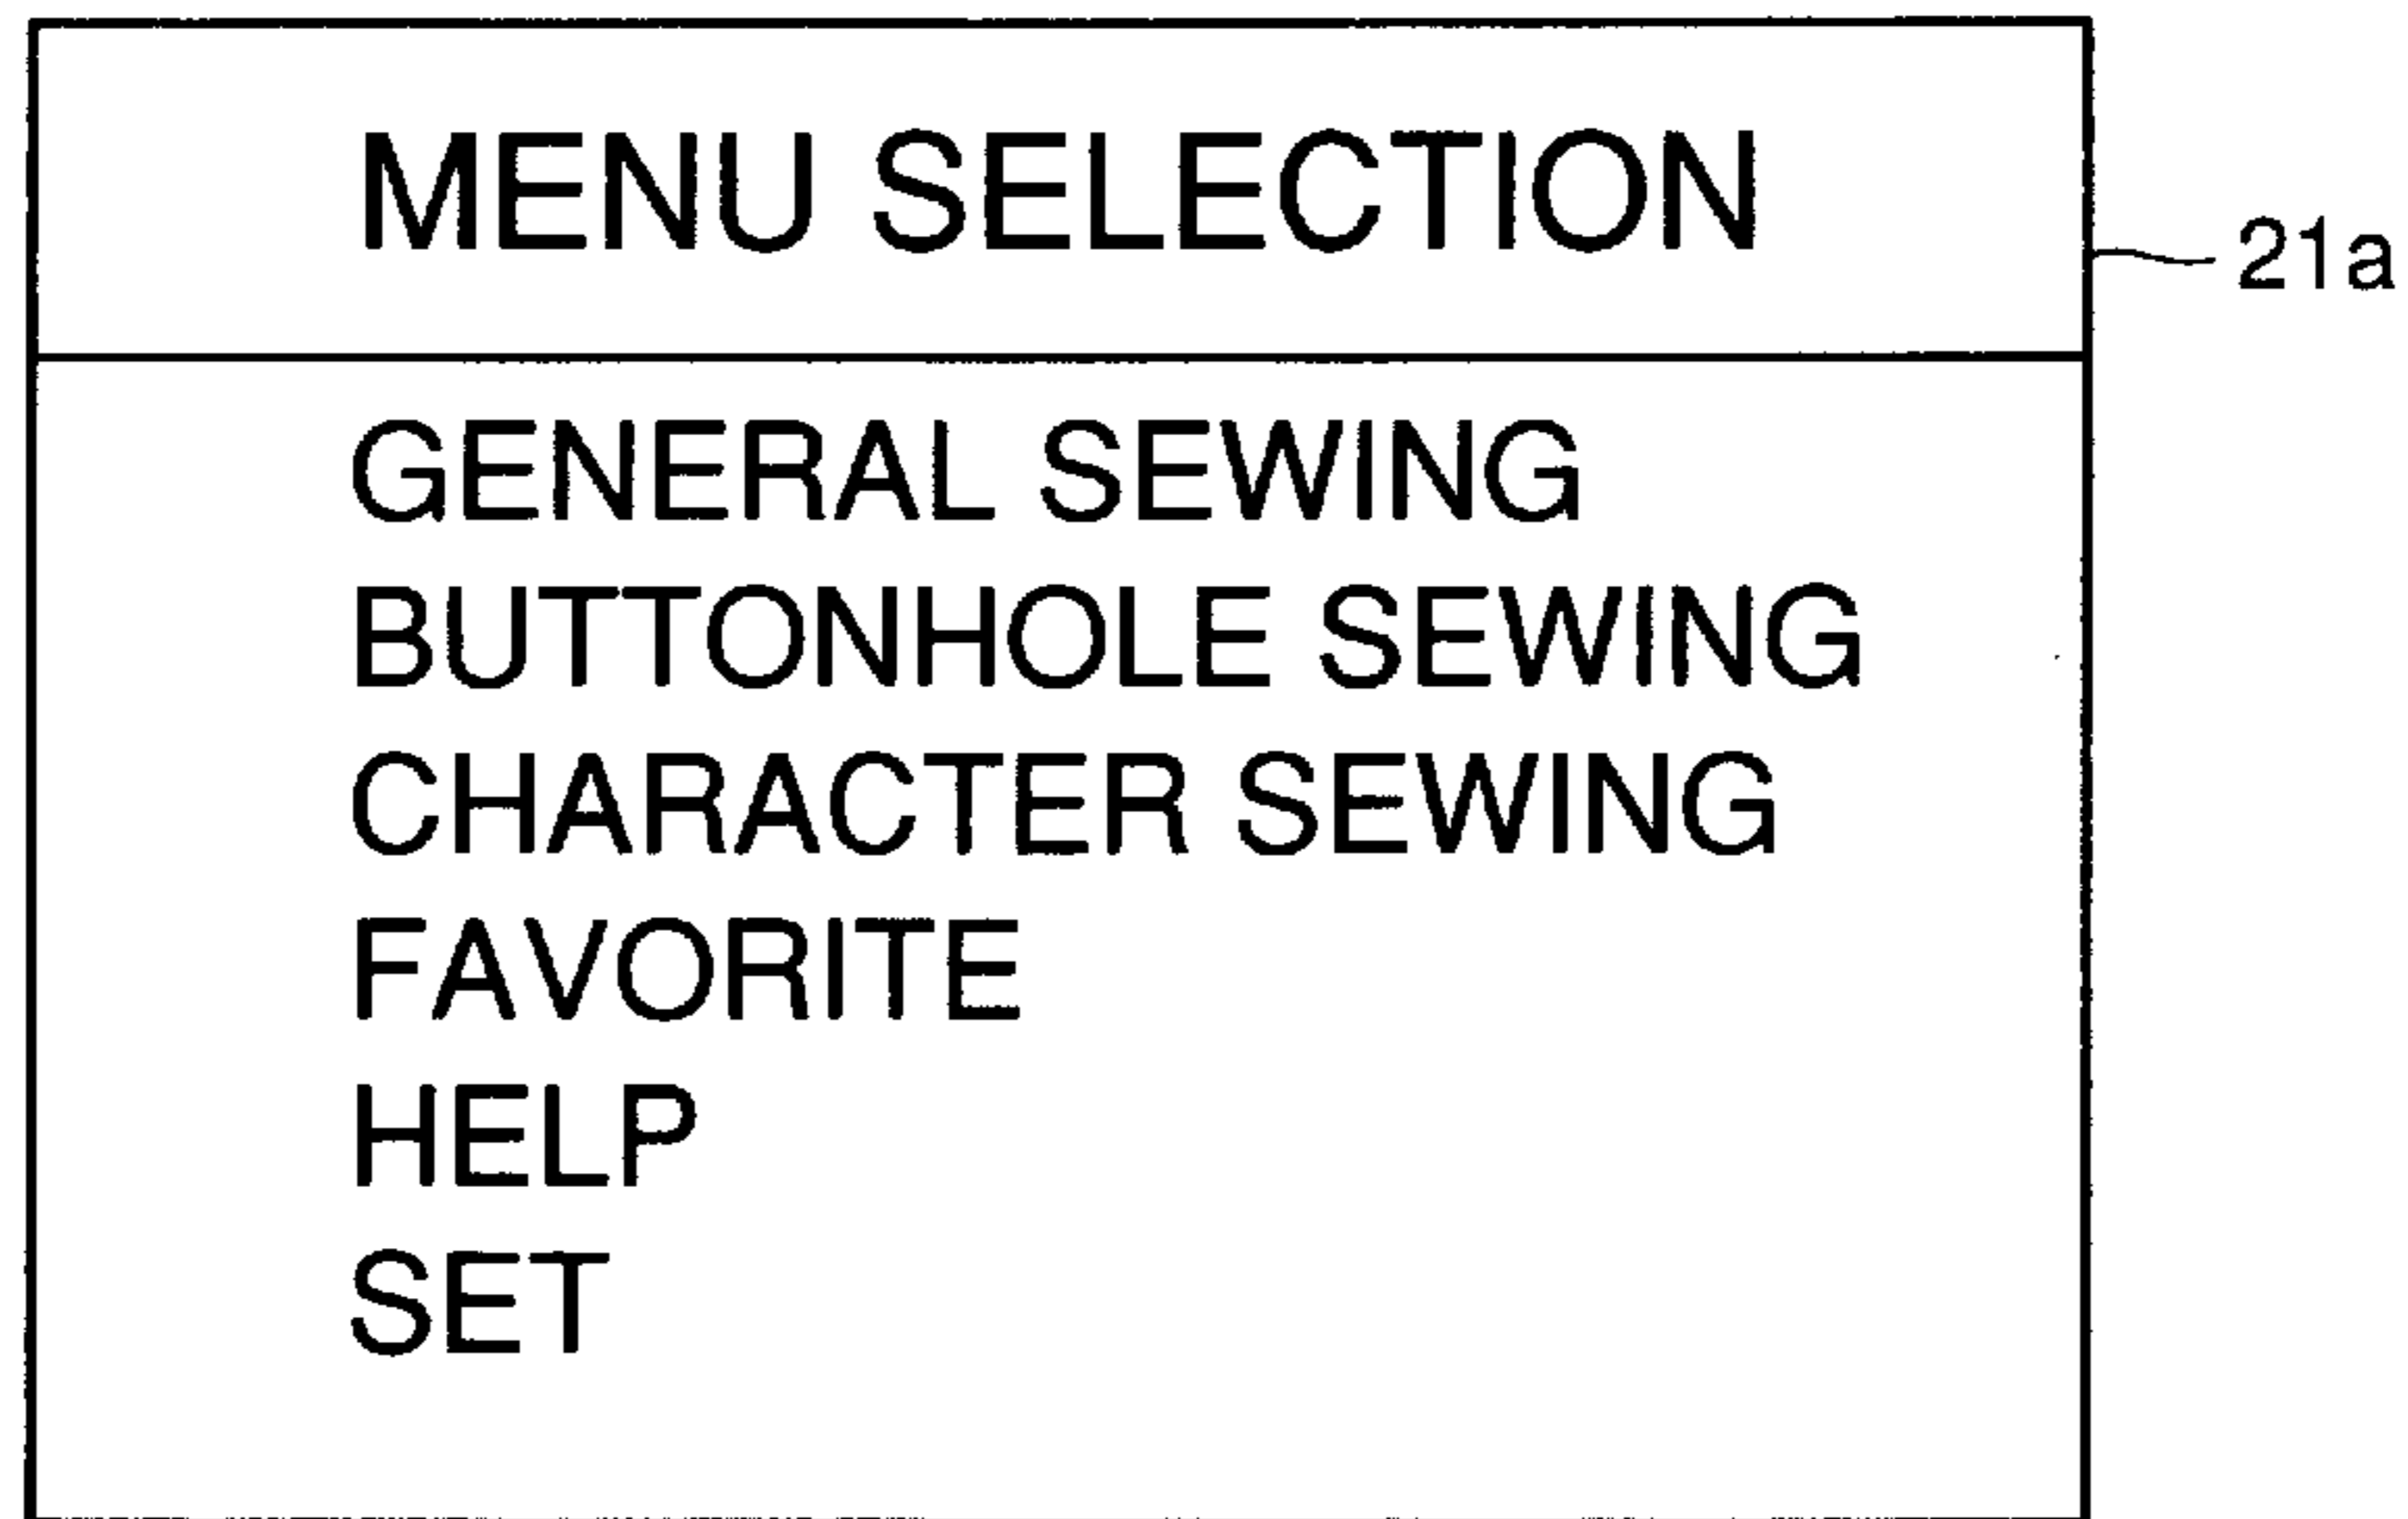 MENU SELECTION
21a
GENERAL SEWING
BUTTONHOLE SEWING
CHARACTER SEWING
FAVORITE
HELP
SET